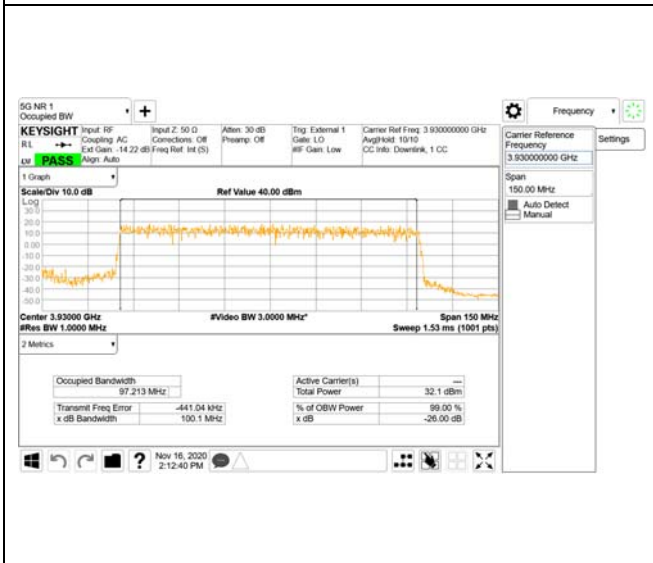 5G NR 1
Occupied BW
+
Frequency
KEYSIGHT
RL
LXI
PASS
Input: RF
Coupling: AC
Ext Gain: -14.22 dB
Align: Auto
Input Z: 50 Ω
Corrections: Off
Freq Ref: Int (S)
Atten: 30 dB
Preamp: Off
Trig: External 1
Gate: LO
#IF Gain: Low
Carrier Ref Freq: 3.930000000 GHz
Avg|Hold: 10/10
CC Info: Downlink, 1 CC
Carrier Reference
Frequency
3.930000000 GHz
Settings
Span
150.00 MHz
Auto Detect
Manual
1 Graph
Scale/Div 10.0 dB
Ref Value 40.00 dBm
Log
30.0
20.0
10.0
0.00
-10.0
-20.0
-30.0
-40.0
-50.0
Center 3.93000 GHz
#Video BW 3.0000 MHz*
Span 150 MHz
#Res BW 1.0000 MHz
Sweep 1.53 ms (1001 pts)
2 Metrics
Occupied Bandwidth
97.213 MHz
Active Carrier(s)
---
Total Power
32.1 dBm
Transmit Freq Error
-441.04 kHz
% of OBW Power
99.00 %
x dB Bandwidth
100.1 MHz
x dB
-26.00 dB
?
Nov 16, 2020
2:12:40 PM